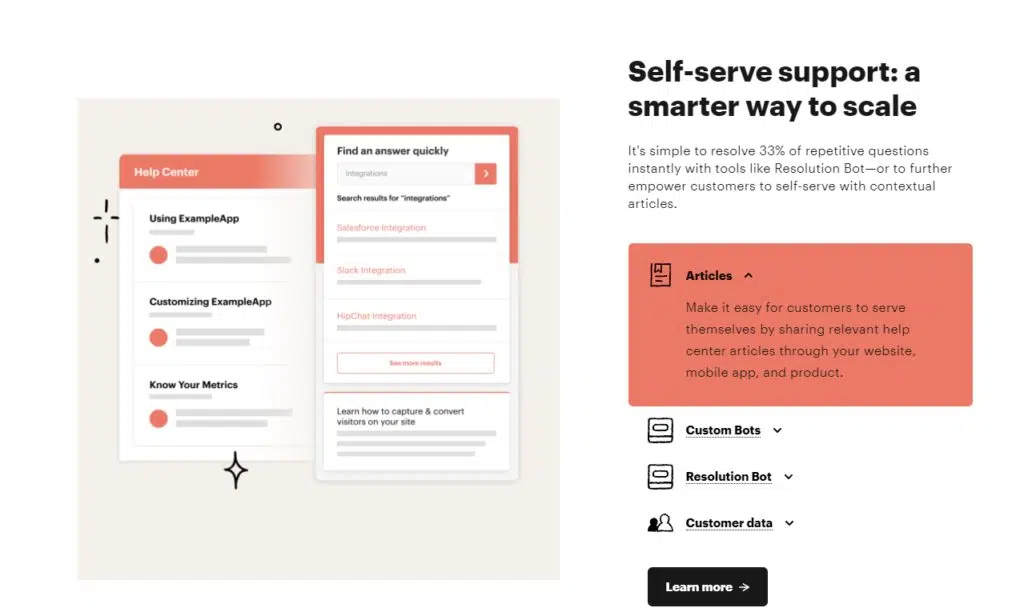 Help Center
Using ExampleApp
Customizing ExampleApp
Know Your Metrics
Find an answer quickly
Integrations
Search results for "integrations"
Salesforce Integration
Slack Integration
HipChat Integration
See more results
Learn how to capture & convert
visitors on your site
Self-serve support: a
smarter way to scale
It's simple to resolve 33% of repetitive questions
instantly with tools like Resolution Bot—or to further
empower customers to self-serve with contextual
articles.
Articles
Make it easy for customers to serve
themselves by sharing relevant help
center articles through your website,
mobile app, and product.
Custom Bots
Resolution Bot
Customer data
Learn more →